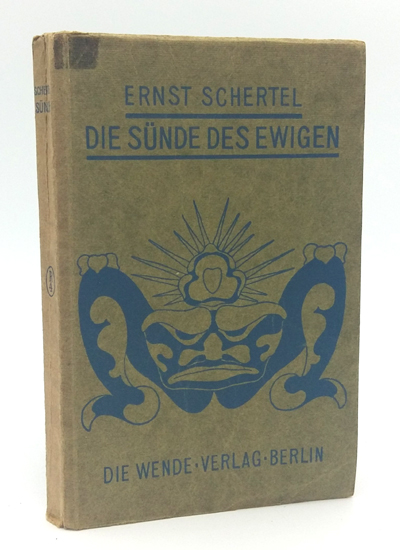 ERNST SCHERTEL
DIE SÜNDE DES EWIGEN
DIE WENDE·VERLAG·BERLIN